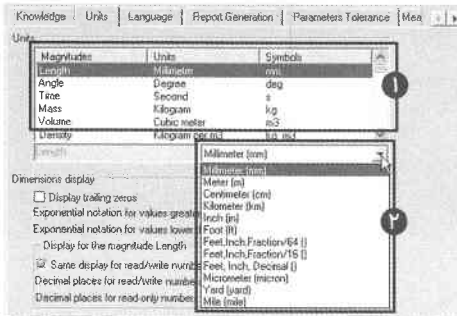 Knowledge Units Language Report Generation Parameters Tolerance Mea
Units
Magnitudes Units Symbols
Length Millimeter mm
Angle Degree deg
Time Second s
Mass Kilogram kg
Volume Cubic meter m3
Density Kilogram per m3 kg_m3
Length Millimeter (mm)
Millimeter (mm)
Meter (m)
Centimeter (cm)
Kilometer (km)
Inch (in)
Foot (ft)
Feet,Inch,Fraction/64 ()
Feet,Inch,Fraction/16 ()
Feet, Inch, Decimal ()
Micrometer (micron)
Yard (yard)
Mile (mile)
۱
۲
Dimensions display
Display trailing zeros
Exponential notation for values greate
Exponential notation for values lower
Display for the magnitude Length
Same display for read/write numbe
Decimal places for read/write numbe
Decimal places for read-only number